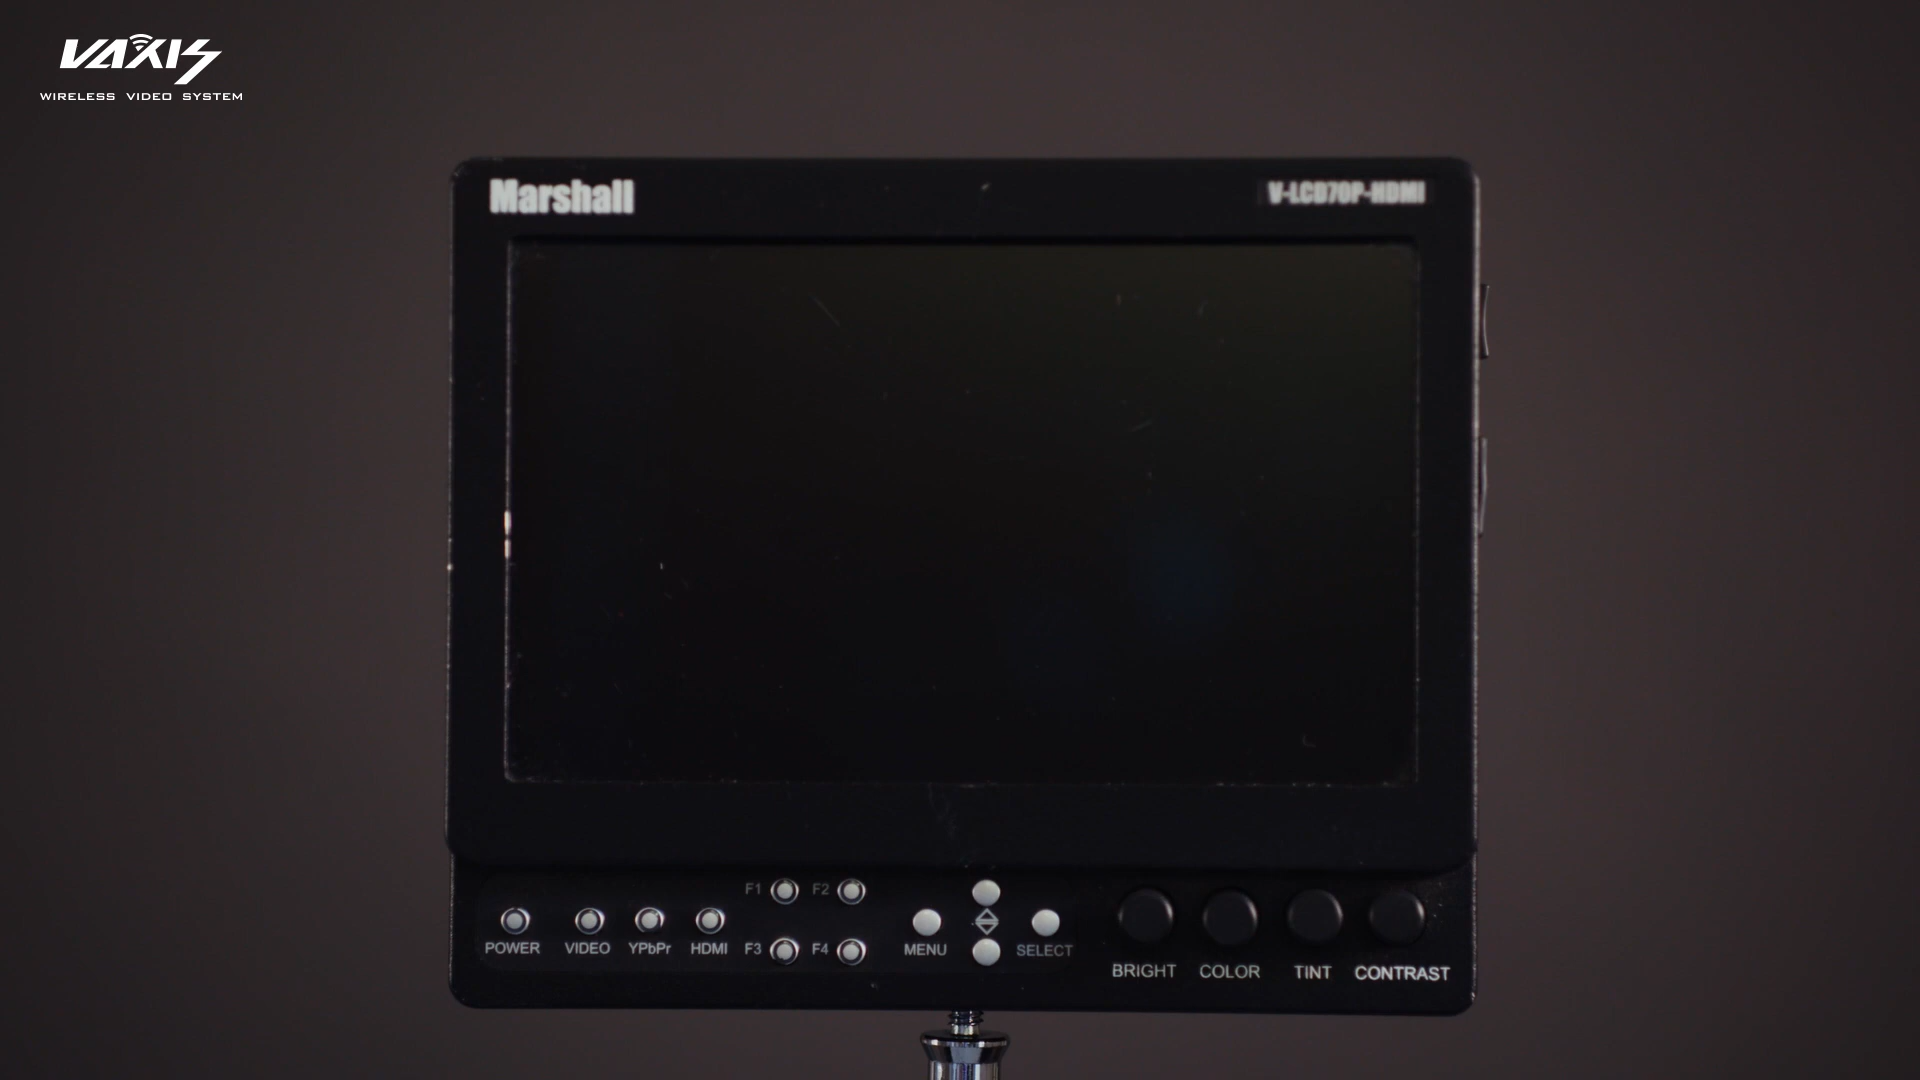 VAXIS
WIRELESS VIDEO SYSTEM
Marshall
V-LCD70P-HDMI
F1 F2
POWER VIDEO YPbPr HDMI F3 F4 MENU SELECT
BRIGHT COLOR TINT CONTRAST